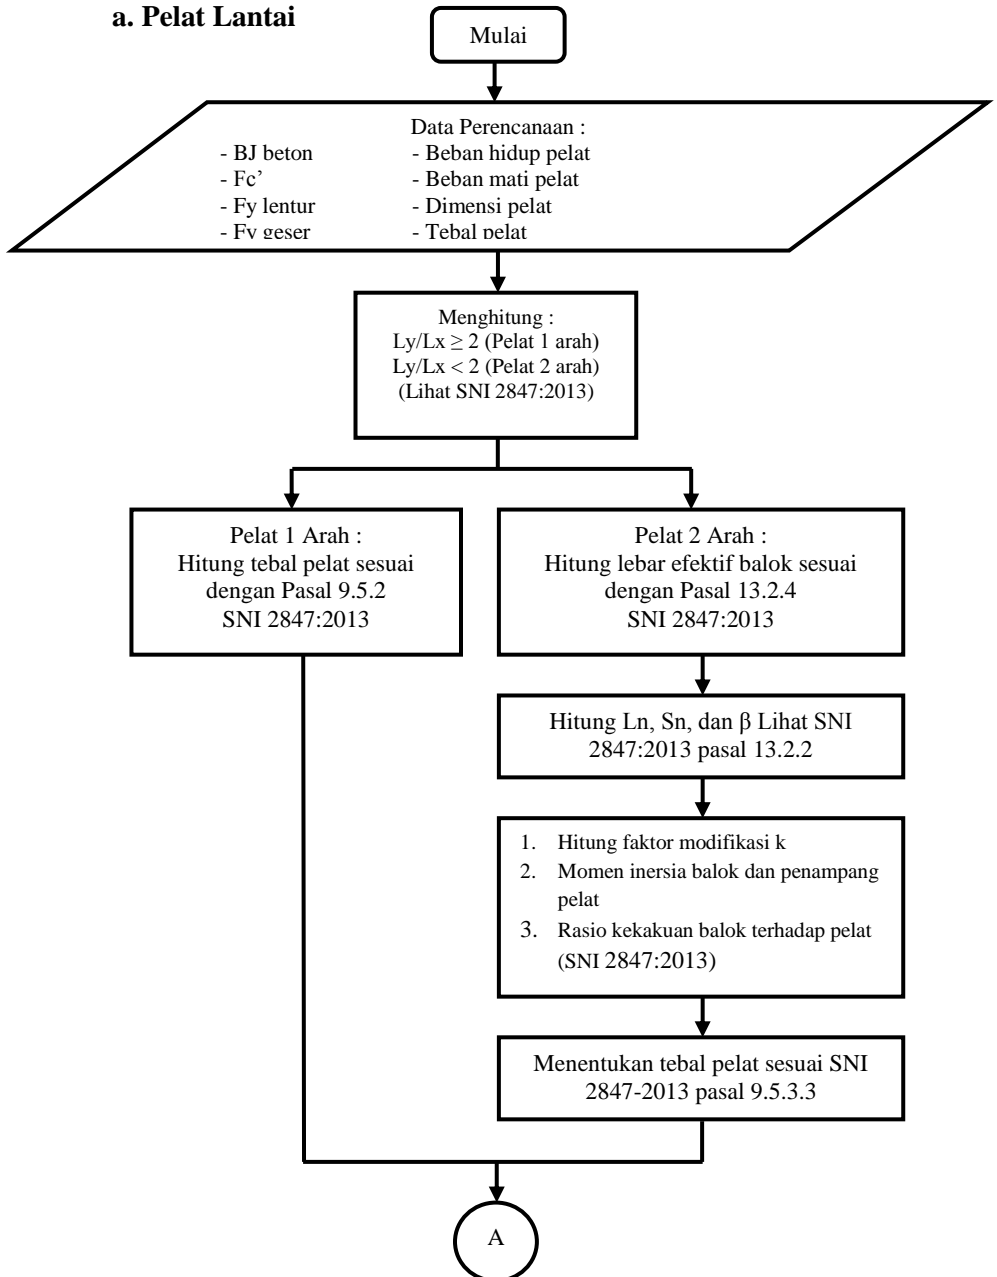 a. Pelat Lantai
Mulai
Data Perencanaan :
- BJ beton - Beban hidup pelat
- Fc’ - Beban mati pelat
- Fy lentur - Dimensi pelat
- Fy geser - Tebal pelat
Menghitung :
Ly/Lx ≥ 2 (Pelat 1 arah)
Ly/Lx < 2 (Pelat 2 arah)
(Lihat SNI 2847:2013)
Pelat 1 Arah :
Hitung tebal pelat sesuai
dengan Pasal 9.5.2
SNI 2847:2013
Pelat 2 Arah :
Hitung lebar efektif balok sesuai
dengan Pasal 13.2.4
SNI 2847:2013
Hitung Ln, Sn, dan β Lihat SNI
2847:2013 pasal 13.2.2
1. Hitung faktor modifikasi k
2. Momen inersia balok dan penampang
pelat
3. Rasio kekakuan balok terhadap pelat
(SNI 2847:2013)
Menentukan tebal pelat sesuai SNI
2847-2013 pasal 9.5.3.3
A